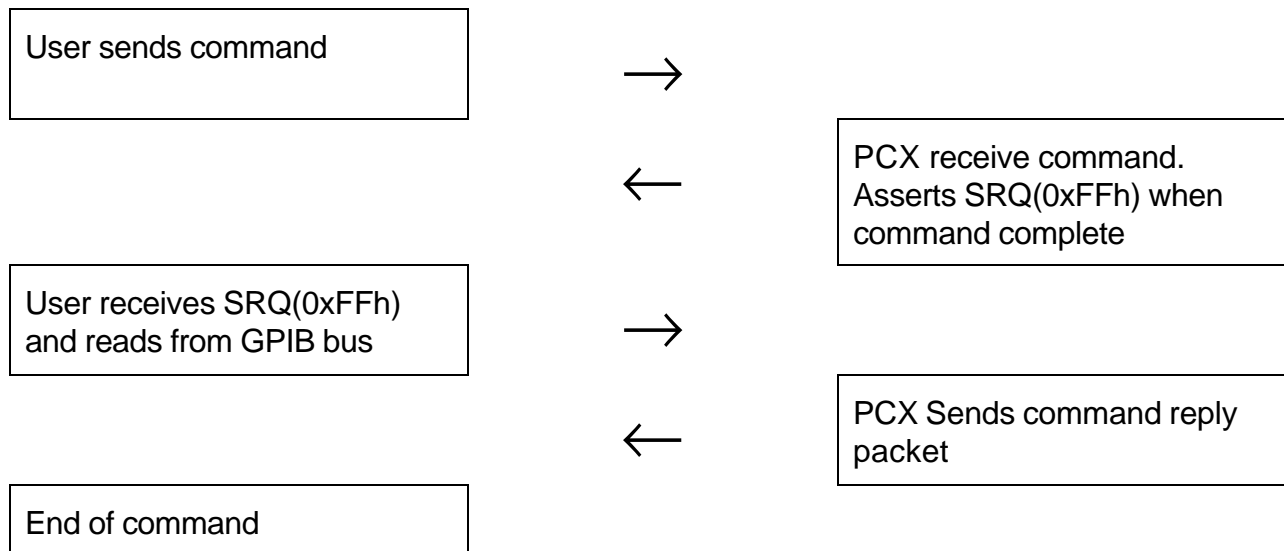 User sends command
→
←
PCX receive command.
Asserts SRQ(0xFFh) when
command complete
User receives SRQ(0xFFh)
and reads from GPIB bus
→
←
PCX Sends command reply
packet
End of command